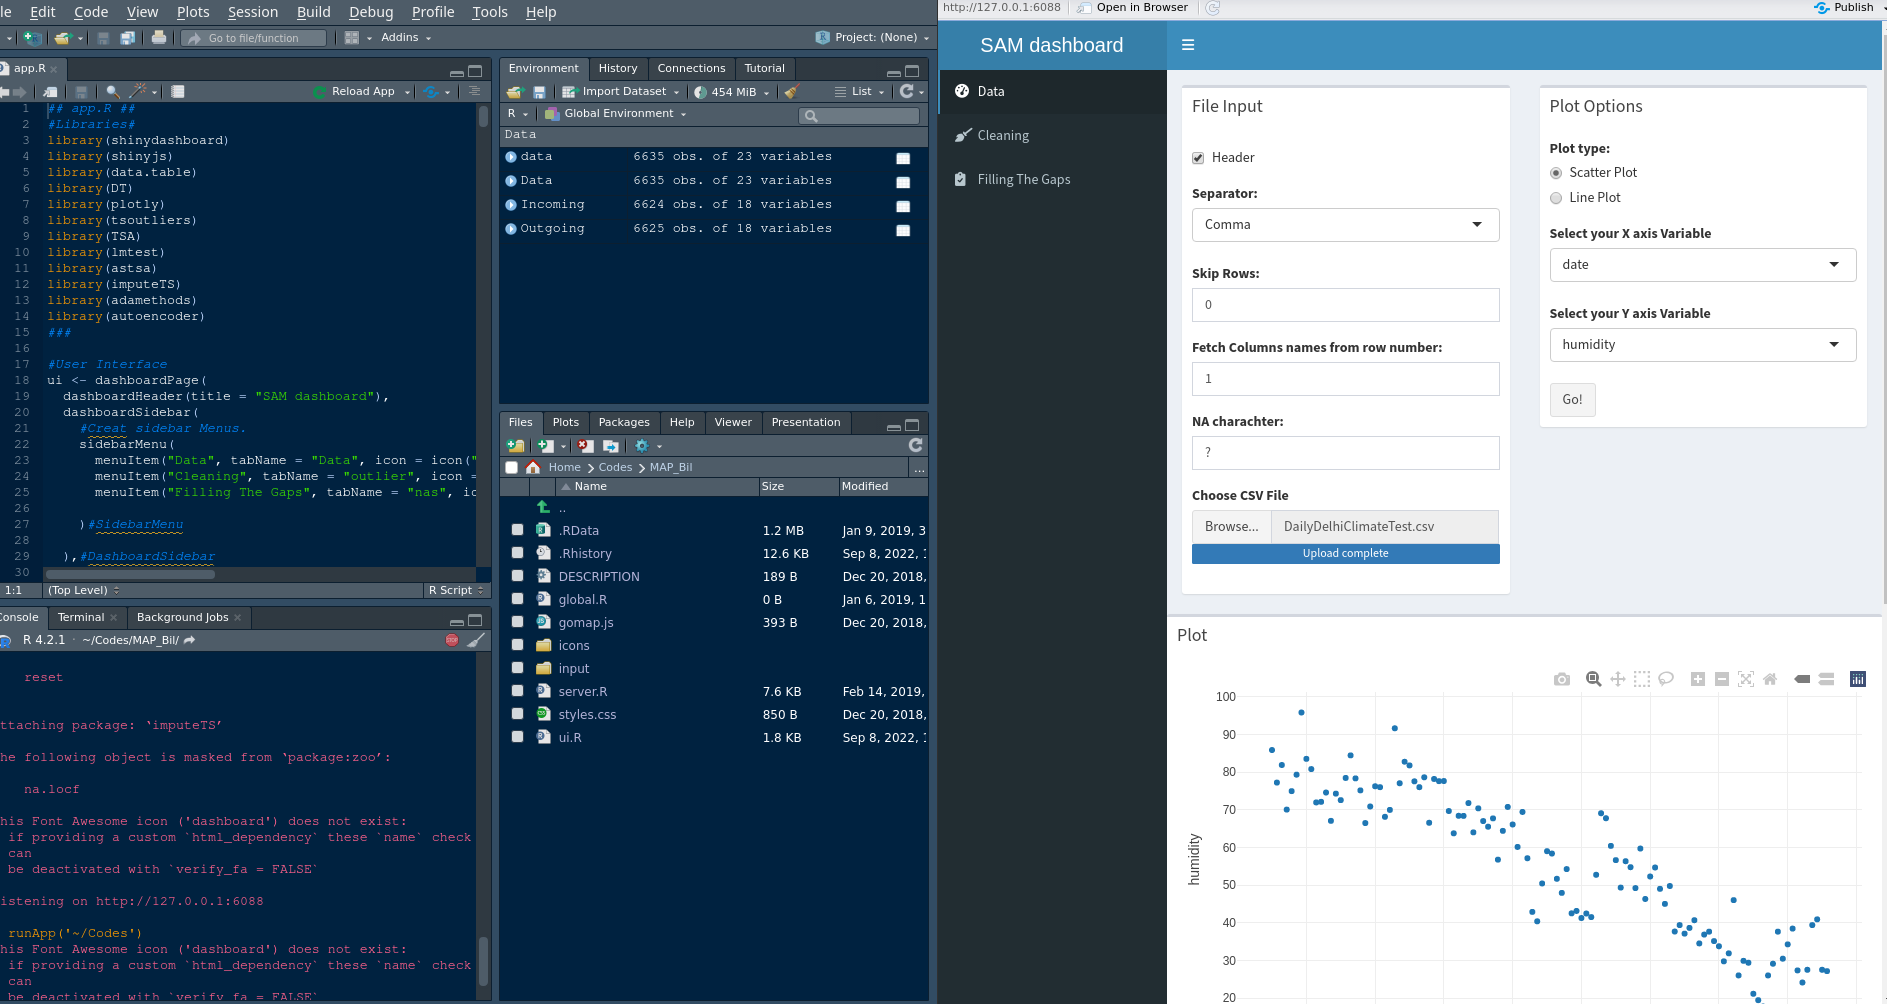 le Edit Code View Plots Session Build Debug Profile Tools Help
Go to file/function Addins Project: (None)
app.R
Reload App
1 ## app.R ##
2 #Libraries#
3 library(shinydashboard)
4 library(shinyjs)
5 library(data.table)
6 library(DT)
7 library(plotly)
8 library(tsoutliers)
9 library(TSA)
10 library(lmtest)
11 library(astsa)
12 library(imputeTS)
13 library(adamethods)
14 library(autoencoder)
15 ###
16
17 #User Interface
18 ui <- dashboardPage(
19 dashboardHeader(title = "SAM dashboard"),
20 dashboardSidebar(
21 #Creat sidebar Menus.
22 sidebarMenu(
23 menuItem("Data", tabName = "Data", icon = icon("
24 menuItem("Cleaning", tabName = "outlier", icon =
25 menuItem("Filling The Gaps", tabName = "nas", ic
26
27 )#SidebarMenu
28
29 ),#DashboardSidebar
30
1:1 (Top Level) R Script
Console Terminal Background Jobs
R 4.2.1 · ~/Codes/MAP_Bil/
reset
ttaching package: ‘imputeTS’
he following object is masked from ‘package:zoo’:
na.locf
his Font Awesome icon ('dashboard') does not exist:
if providing a custom `html_dependency` these `name` check
can
be deactivated with `verify_fa = FALSE`
istening on http://127.0.0.1:6088
runApp('~/Codes')
his Font Awesome icon ('dashboard') does not exist:
if providing a custom `html_dependency` these `name` check
can
be deactivated with `verify_fa = FALSE`
Environment History Connections Tutorial
Import Dataset 454 MiB List
R Global Environment
Data
data 6635 obs. of 23 variables
Data 6635 obs. of 23 variables
Incoming 6624 obs. of 18 variables
Outgoing 6625 obs. of 18 variables
Files Plots Packages Help Viewer Presentation
Home Codes MAP_Bil ...
Name Size Modified
..
.RData 1.2 MB Jan 9, 2019, 3
.Rhistory 12.6 KB Sep 8, 2022, 1
DESCRIPTION 189 B Dec 20, 2018,
global.R 0 B Jan 6, 2019, 1
gomap.js 393 B Dec 20, 2018,
icons
input
server.R 7.6 KB Feb 14, 2019,
styles.css 850 B Dec 20, 2018,
ui.R 1.8 KB Sep 8, 2022, 1
http://127.0.0.1:6088 Open in Browser Publish
SAM dashboard
Data
Cleaning
Filling The Gaps
File Input
Header
Separator:
Comma
Skip Rows:
0
Fetch Columns names from row number:
1
NA charachter:
?
Choose CSV File
Browse... DailyDelhiClimateTest.csv
Upload complete
Plot Options
Plot type:
Scatter Plot
Line Plot
Select your X axis Variable
date
Select your Y axis Variable
humidity
Go!
Plot
100
90
80
70
60
50
40
30
20
humidity